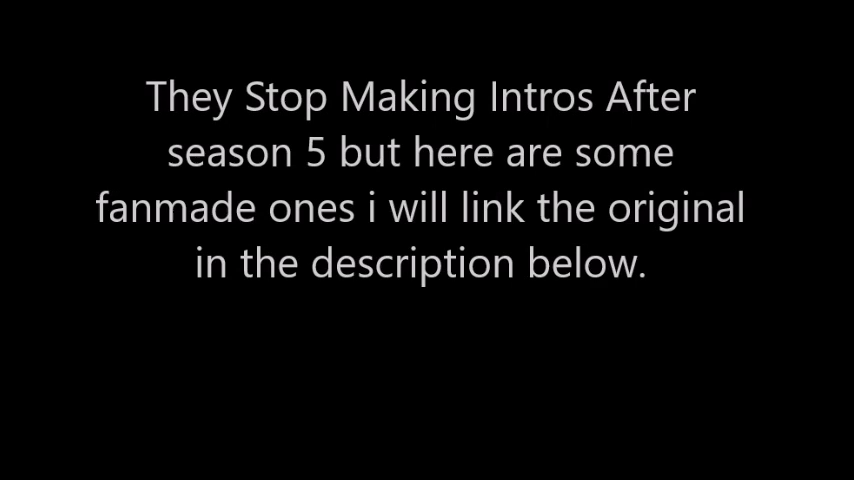 They Stop Making Intros After
season 5 but here are some
fanmade ones i will link the original
in the description below.